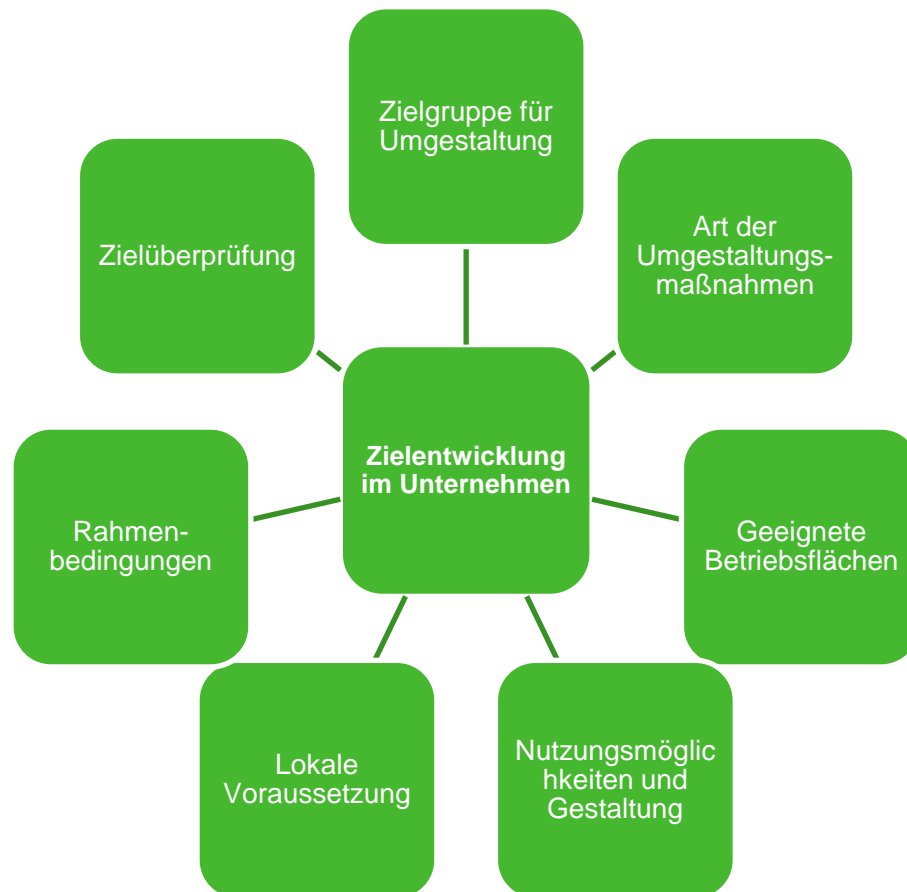 Zielgruppe für
Umgestaltung
Art der
Umgestaltungs-
maßnahmen
Zielüberprüfung
Zielentwicklung
im Unternehmen
Rahmen-
bedingungen
Geeignete
Betriebsflächen
Lokale
Voraussetzung
Nutzungsmöglic
hkeiten und
Gestaltung